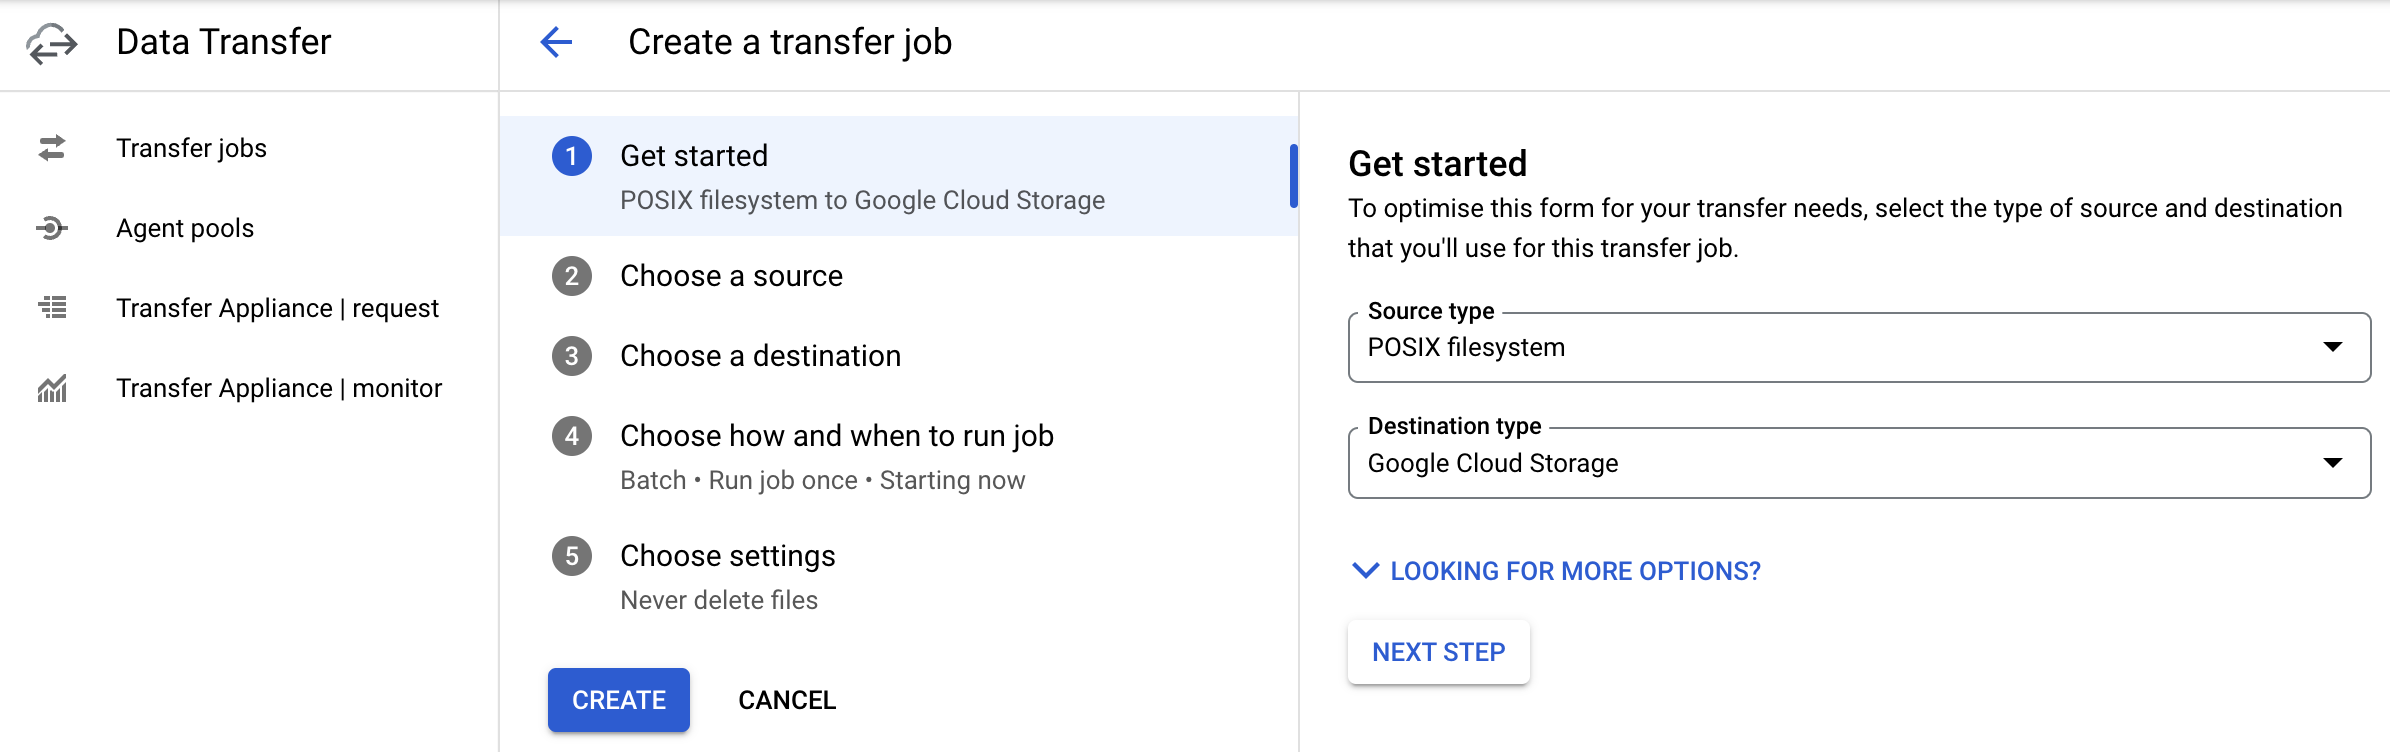 Data Transfer
Create a transfer job
Transfer jobs
Agent pools
Transfer Appliance | request
Transfer Appliance | monitor
1 Get started
POSIX filesystem to Google Cloud Storage
2 Choose a source
3 Choose a destination
4 Choose how and when to run job
Batch • Run job once • Starting now
5 Choose settings
Never delete files
CREATE CANCEL
Get started
To optimise this form for your transfer needs, select the type of source and destination
that you'll use for this transfer job.
Source type
POSIX filesystem
Destination type
Google Cloud Storage
LOOKING FOR MORE OPTIONS?
NEXT STEP